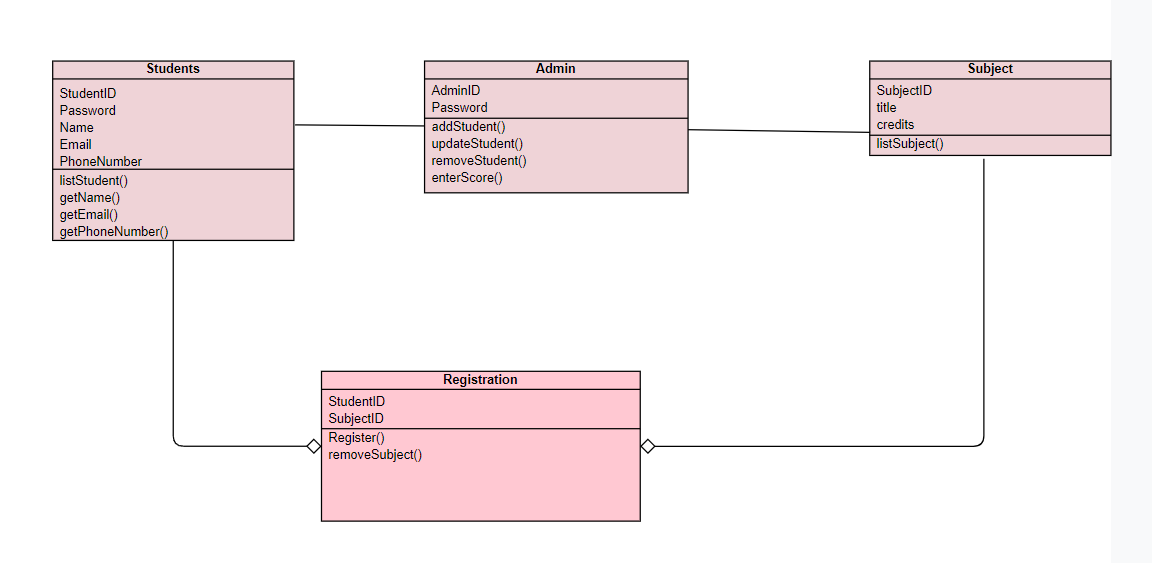 Students
StudentID
Password
Name
Email
PhoneNumber
listStudent()
getName()
getEmail()
getPhoneNumber()
Admin
AdminID
Password
addStudent()
updateStudent()
removeStudent()
enterScore()
Subject
SubjectID
title
credits
listSubject()
Registration
StudentID
SubjectID
Register()
removeSubject()